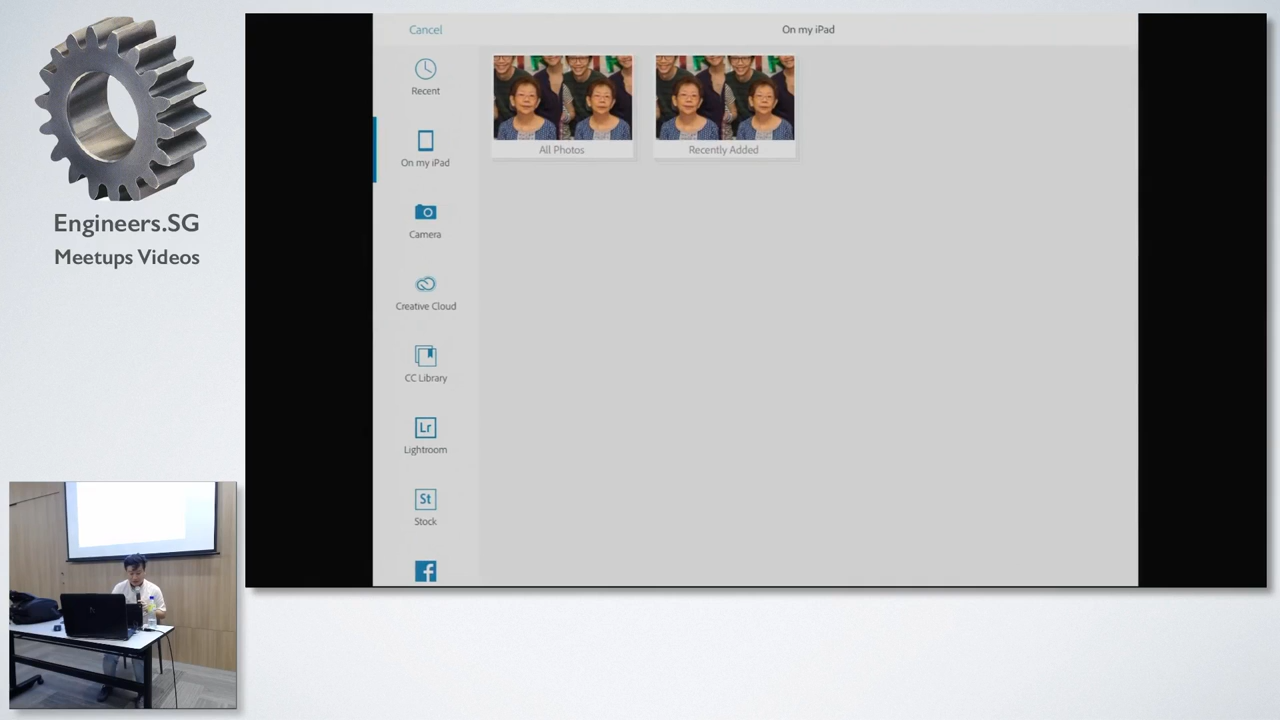 Engineers.SG
Meetups Videos
Cancel
On my iPad
Recent
On my iPad
Camera
Creative Cloud
CC Library
Lr
Lightroom
St
Stock
All Photos
Recently Added